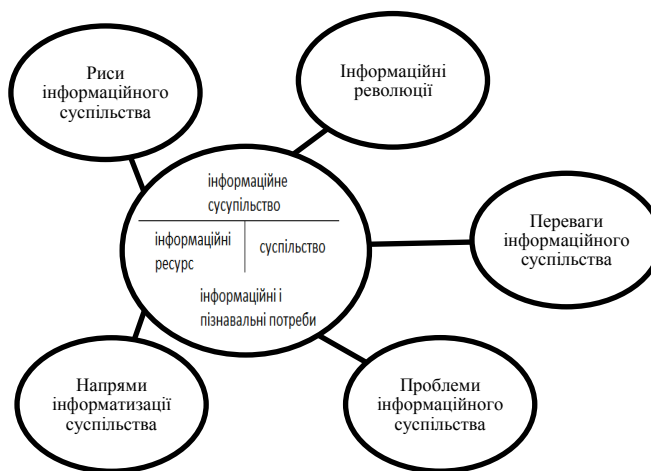 Риси
інформаційного
суспільства
Інформаційні
революції
інформаційне
сусупільство
інформаційні
ресурс
суспільство
інформаційні і
пізнавальні потреби
Переваги
інформаційного
суспільства
Напрями
інформатизації
суспільства
Проблеми
інформаційного
суспільства